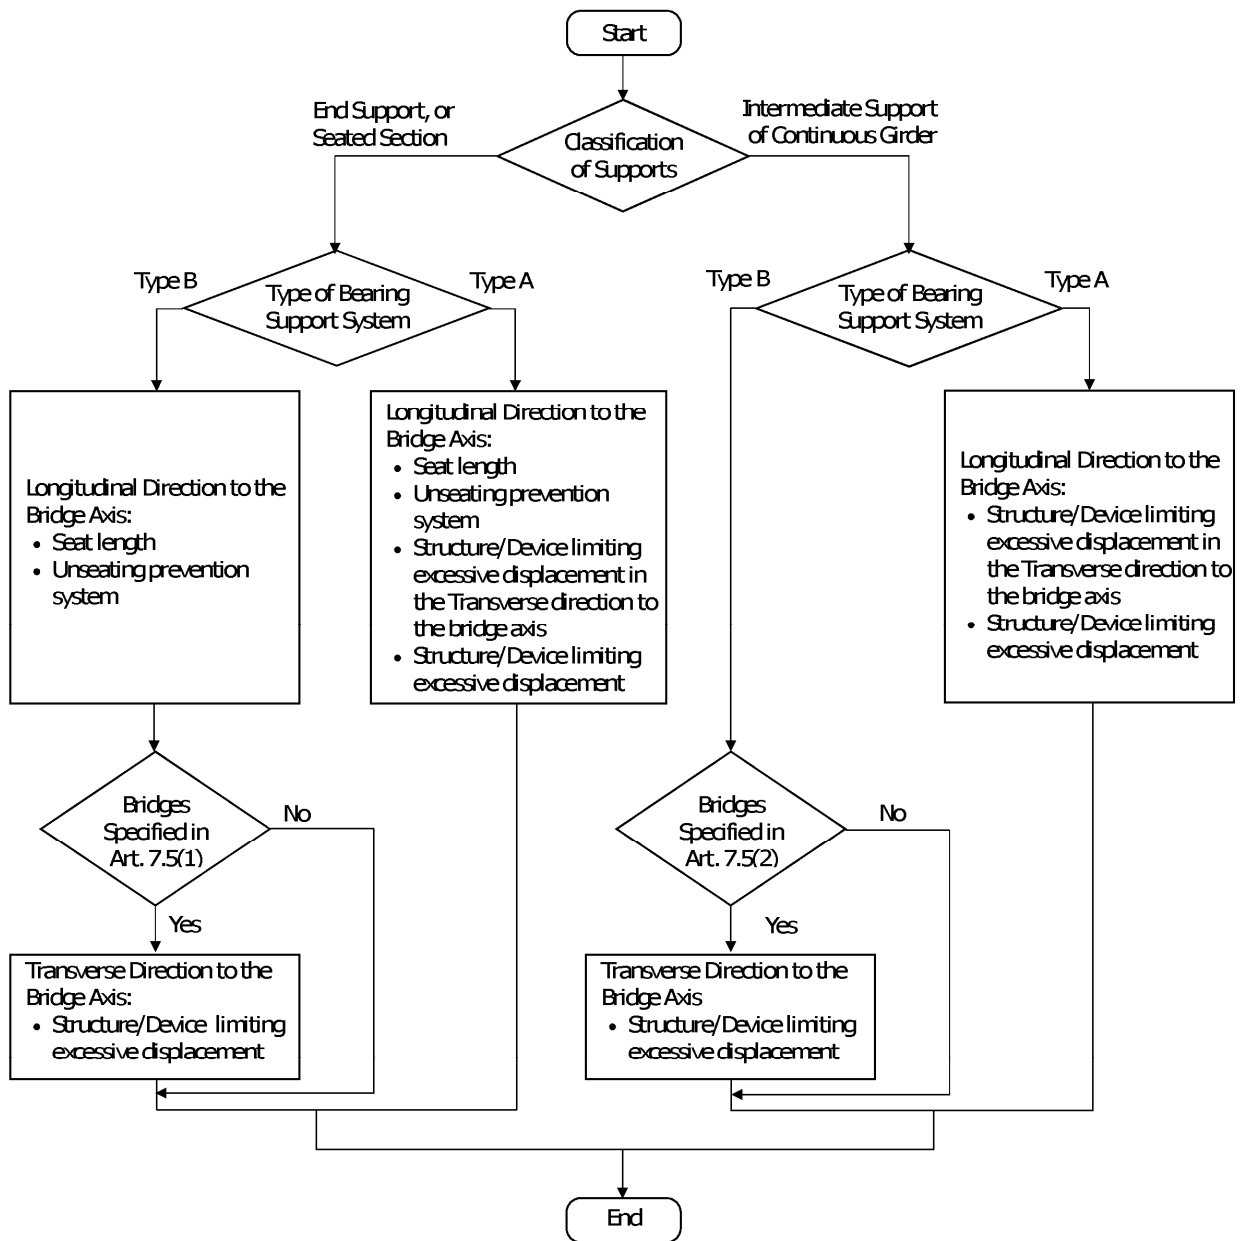 Start
End Support, or
Seated Section
Intermediate Support
of Continuous Girder
Classification
of Supports
Type B
Type of Bearing
Support System
Type A
Type B
Type of Bearing
Support System
Type A
Longitudinal Direction to the
Bridge Axis:
• Seat length
• Unseating prevention
system
Longitudinal Direction to the
Bridge Axis:
• Seat length
• Unseating prevention
system
• Structure/Device limiting
excessive displacement in
the Transverse direction to
the bridge axis
• Structure/Device limiting
excessive displacement
Longitudinal Direction to the
Bridge Axis:
• Structure/Device limiting
excessive displacement in
the Transverse direction to
the bridge axis
• Structure/Device limiting
excessive displacement
Bridges
Specified in
Art. 7.5(1)
No
Yes
Bridges
Specified in
Art. 7.5(2)
No
Yes
Transverse Direction to the
Bridge Axis:
• Structure/Device limiting
excessive displacement
Transverse Direction to the
Bridge Axis
• Structure/Device limiting
excessive displacement
End